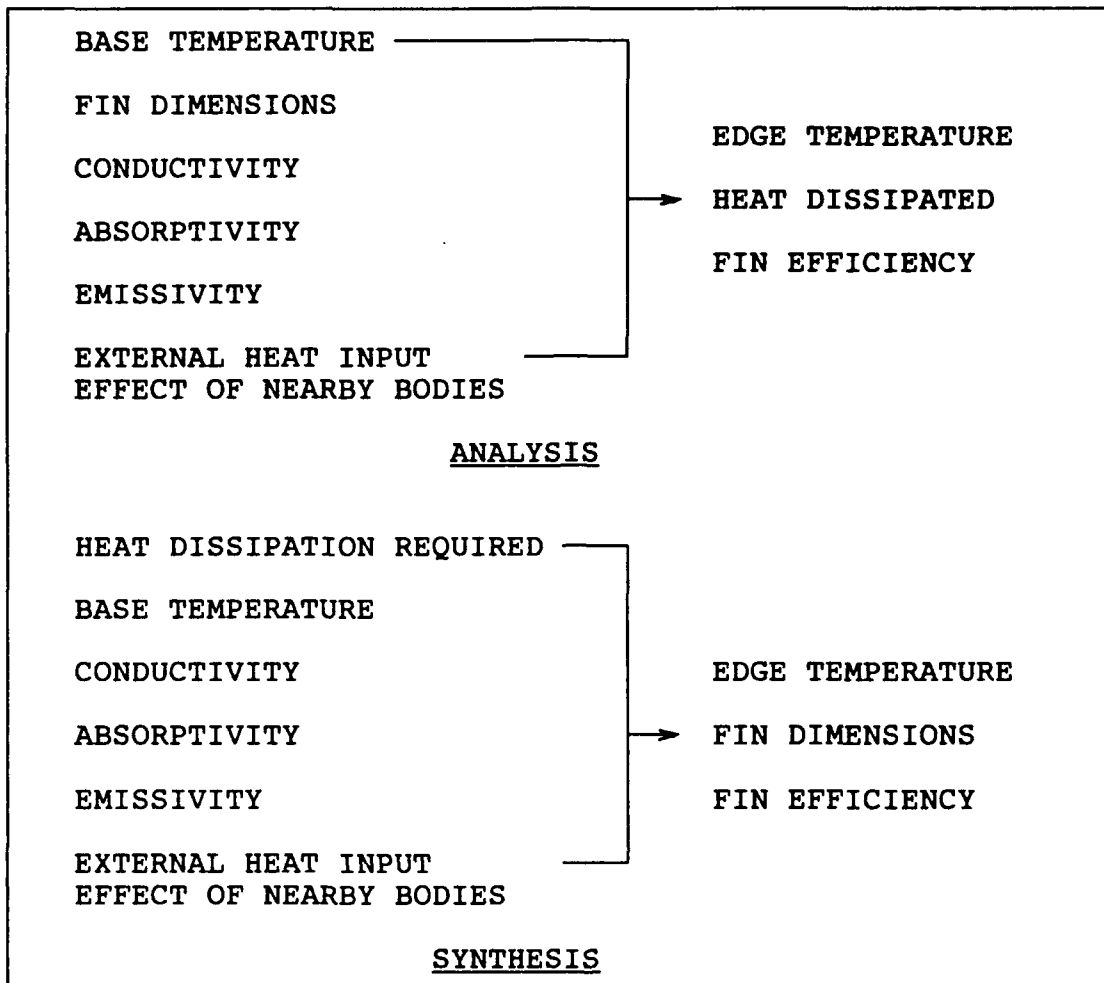 BASE TEMPERATURE
FIN DIMENSIONS
CONDUCTIVITY
ABSORPTIVITY
EMISSIVITY
EXTERNAL HEAT INPUT
EFFECT OF NEARBY BODIES
EDGE TEMPERATURE
HEAT DISSIPATED
FIN EFFICIENCY
ANALYSIS
HEAT DISSIPATION REQUIRED
BASE TEMPERATURE
CONDUCTIVITY
ABSORPTIVITY
EMISSIVITY
EXTERNAL HEAT INPUT
EFFECT OF NEARBY BODIES
EDGE TEMPERATURE
FIN DIMENSIONS
FIN EFFICIENCY
SYNTHESIS